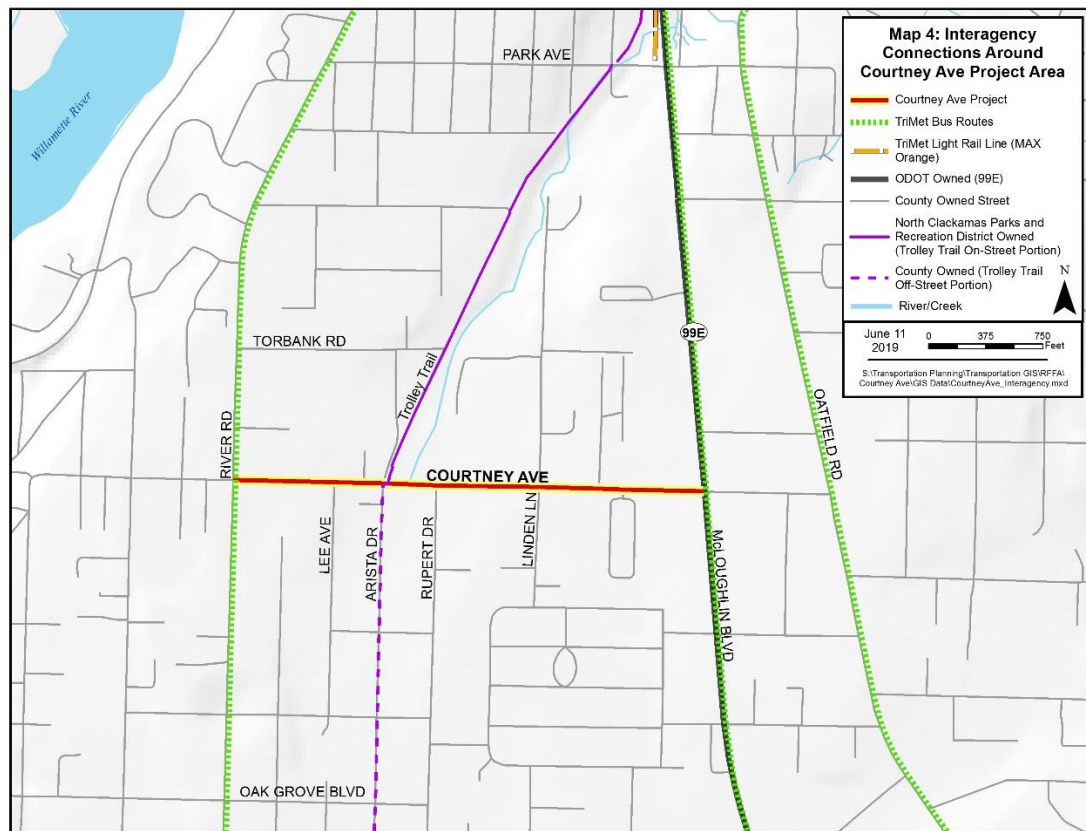 Map 4: Interagency
Connections Around
Courtney Ave Project Area
Courtney Ave Project
TriMet Bus Routes
TriMet Light Rail Line (MAX
Orange)
ODOT Owned (99E)
County Owned Street
North Clackamas Parks and
Recreation District Owned
(Trolley Trail On-Street Portion)
County Owned (Trolley Trail
Off-Street Portion)
River/Creek
N
June 11
2019
0 375 750
Feet
S:\Transportation Planning\Transportation GIS\RFFA\
Courtney Ave\GIS Data\CourtneyAve_Interagency.mxd
PARK AVE
Willamette River
99E
TORBANK RD
Trolley Trail
OATFIELD RD
RIVER RD
COURTNEY AVE
LEE AVE
ARISTA DR
RUPERT DR
LINDEN LN
McLOUGHLIN BLVD
OAK GROVE BLVD